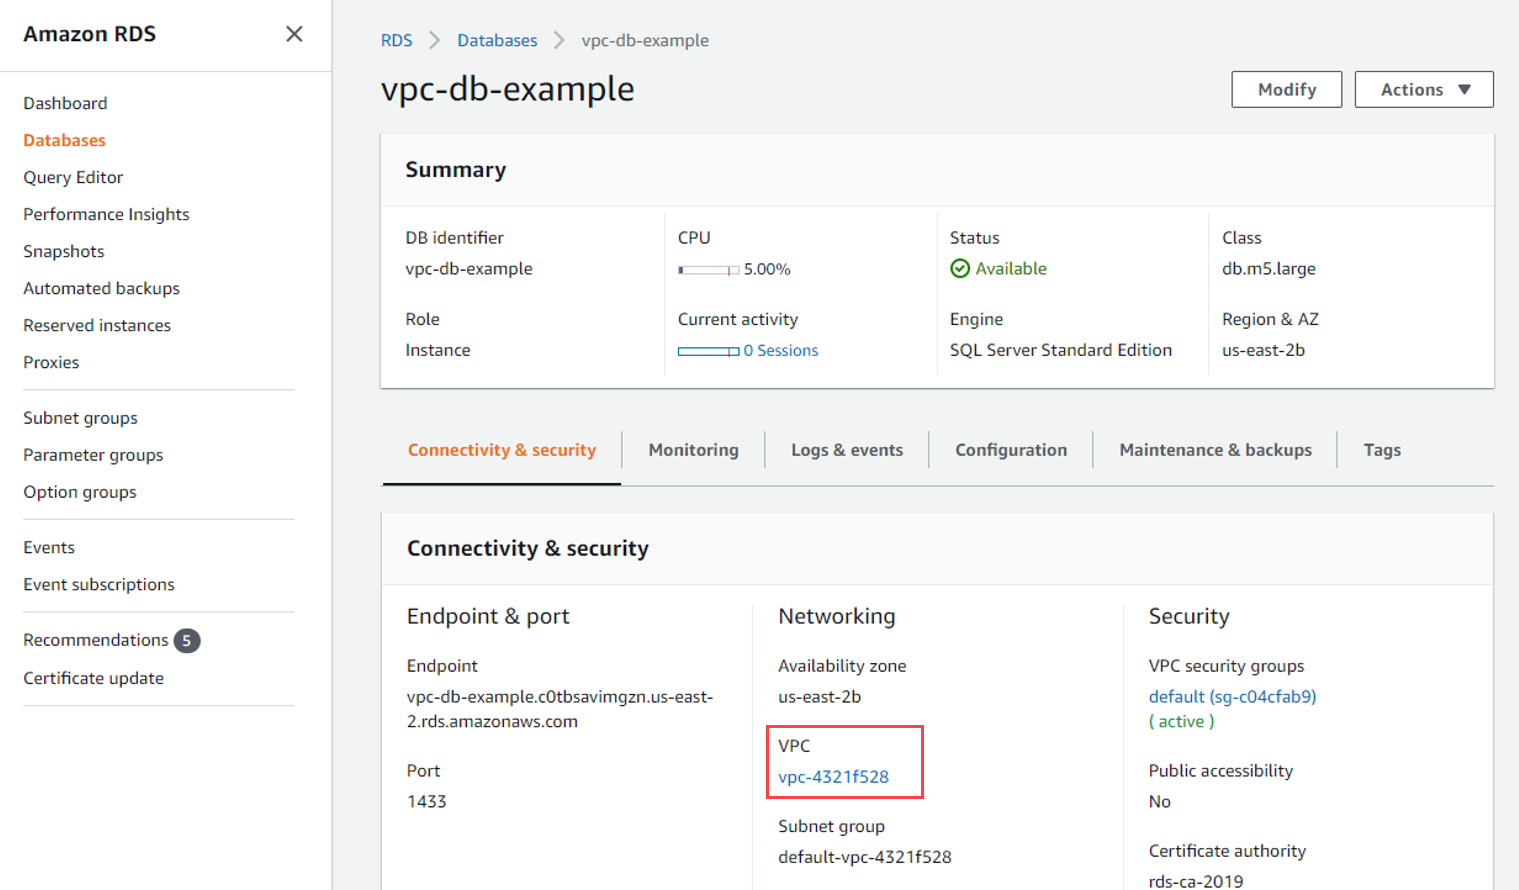 Amazon RDS
Dashboard
Databases
Query Editor
Performance Insights
Snapshots
Automated backups
Reserved instances
Proxies
Subnet groups
Parameter groups
Option groups
Events
Event subscriptions
Recommendations 5
Certificate update
RDS > Databases > vpc-db-example
vpc-db-example
Modify
Actions
Summary
DB identifier
vpc-db-example
CPU
5.00%
Status
Available
Class
db.m5.large
Role
Instance
Current activity
0 Sessions
Engine
SQL Server Standard Edition
Region & AZ
us-east-2b
Connectivity & security
Monitoring
Logs & events
Configuration
Maintenance & backups
Tags
Connectivity & security
Endpoint & port
Endpoint
vpc-db-example.c0tbsavimgzn.us-east-
2.rds.amazonaws.com
Port
1433
Networking
Availability zone
us-east-2b
VPC
vpc-4321f528
Subnet group
default-vpc-4321f528
Security
VPC security groups
default (sg-c04cfab9)
( active )
Public accessibility
No
Certificate authority
rds-ca-2019